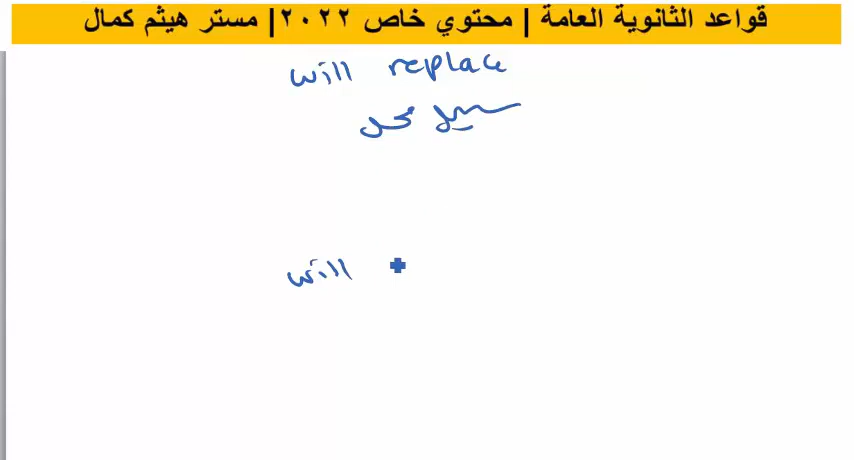 قواعد الثانوية العامة | محتوي خاص ٢٠٢٢| مستر هيثم كمال
will replace
سيحل محل
will